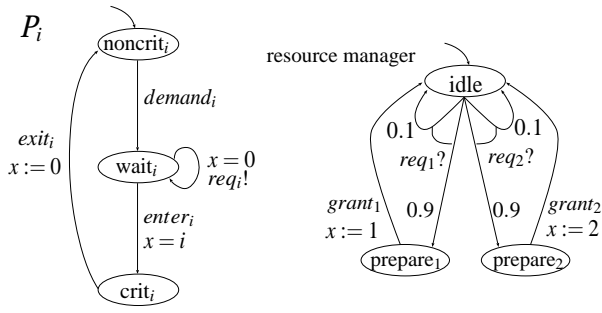 P_i
noncrit_i
demand_i
exit_i
x := 0
wait_i
x = 0
req_i!
enter_i
x = i
crit_i
resource manager
idle
0.1
0.1
req_1?
req_2?
grant_1
x := 1
0.9
0.9
grant_2
x := 2
prepare_1
prepare_2